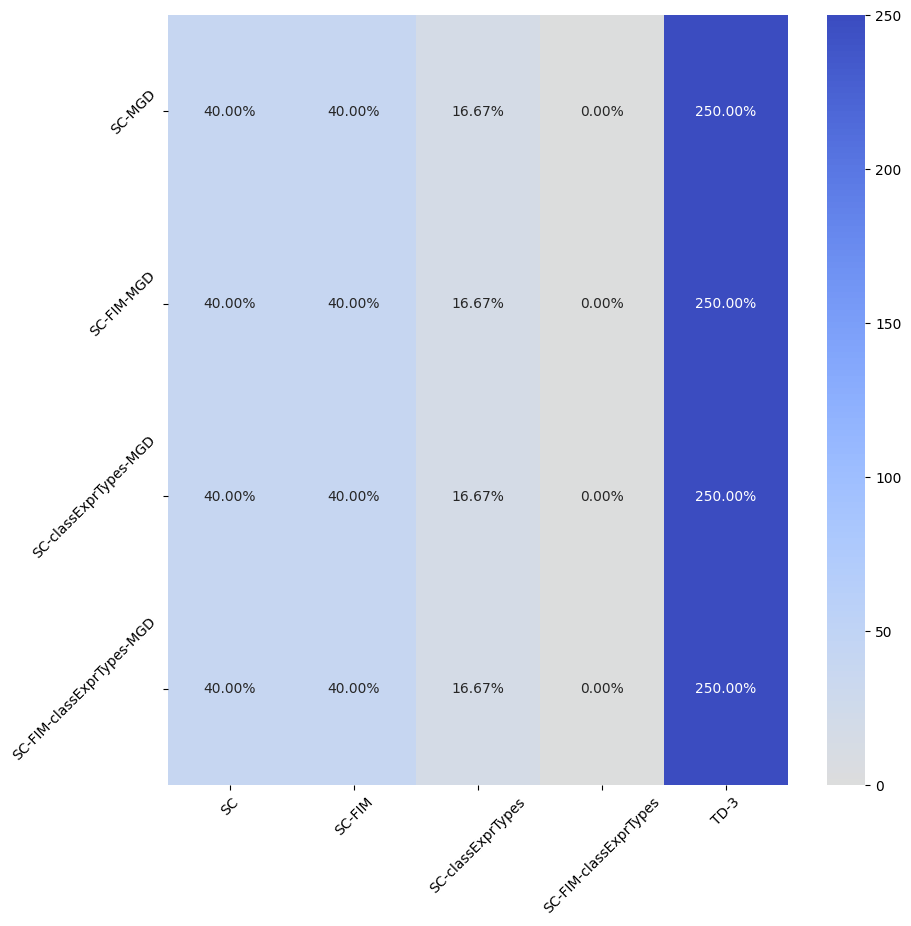 SC-MGD
40.00% 40.00% 16.67% 0.00% 250.00%
SC-FIM-MGD
40.00% 40.00% 16.67% 0.00% 250.00%
SC-classExprTypes-MGD
40.00% 40.00% 16.67% 0.00% 250.00%
SC-FIM-classExprTypes-MGD
40.00% 40.00% 16.67% 0.00% 250.00%
SC
SC-FIM
SC-classExprTypes
SC-FIM-classExprTypes
TD-3
250
200
150
100
50
0